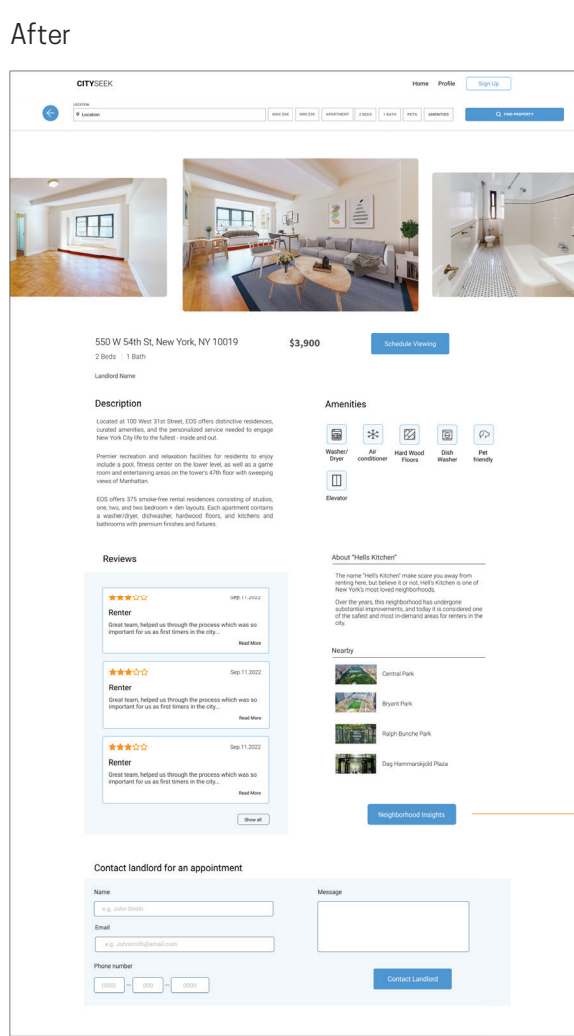 After
CITYSEEK
Home Profile Sign Up
Location
Location
APARTMENT 2 BEDS 1 BATH PETS AMENITIES FIND PROPERTY
550 W 54th St, New York, NY 10019
$3,900
Schedule Viewing
2 Beds 1 Bath
Landlord Name
Description
Located at 100 West 31st Street, EOS offers distinctive residences,
curated amenities, and the personalized service needed to engage
New York City life to the fullest - inside and out.
Premier recreation and relaxation facilities for residents to enjoy
include a pool, fitness center on the lower level, as well as a game
room and entertaining areas on the tower's 47th floor with sweeping
views of Manhattan.
EOS offers 375 smoke-free rental residences consisting of studios,
one, two, and two bedroom + den layouts. Each apartment contains
a washer/dryer, dishwasher, hardwood floors, and kitchens and
bathrooms with premium finishes and fixtures.
Amenities
Washer/
Dryer
Air
conditioner
Hard Wood
Floors
Dish
Washer
Pet
friendly
Elevator
Reviews
Sep.11.2022
Renter
Great team, helped us through the process which was so
important for us as first timers in the city...
Read More
Sep.11.2022
Renter
Great team, helped us through the process which was so
important for us as first timers in the city...
Read More
Sep.11.2022
Renter
Great team, helped us through the process which was so
important for us as first timers in the city...
Read More
Show all
About "Hells Kitchen"
The name "Hell's Kitchen" make scare you away from
renting here, but believe it or not, Hell's Kitchen is one of
New York's most loved neighborhoods.
Over the years, this neighborhood has undergone
substantial improvements, and today it is considered one
of the safest and most in-demand areas for renters in the
city.
Nearby
Central Park
Bryant Park
Ralph Bunche Park
Dag Hammarskjold Plaza
Neighborhood Insights
Contact landlord for an appointment
Name
e.g. John Smith
Email
e.g. Johnsmith@email.com
Phone number
(000) – 000 – 0000
Message
Contact Landlord